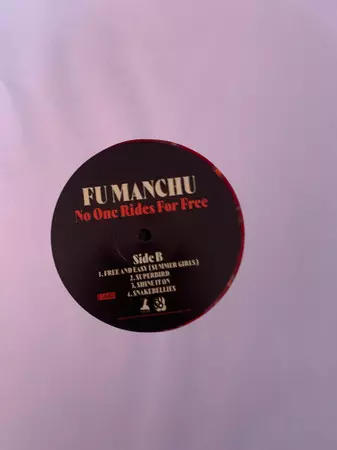 FU MANCHU
No One Rides For Free
Side B
1. FREE AND EASY (SUMMER GIRLS)
2. SUPERBIRD
3. SHINE IT ON
4. SNAKEBELLIES